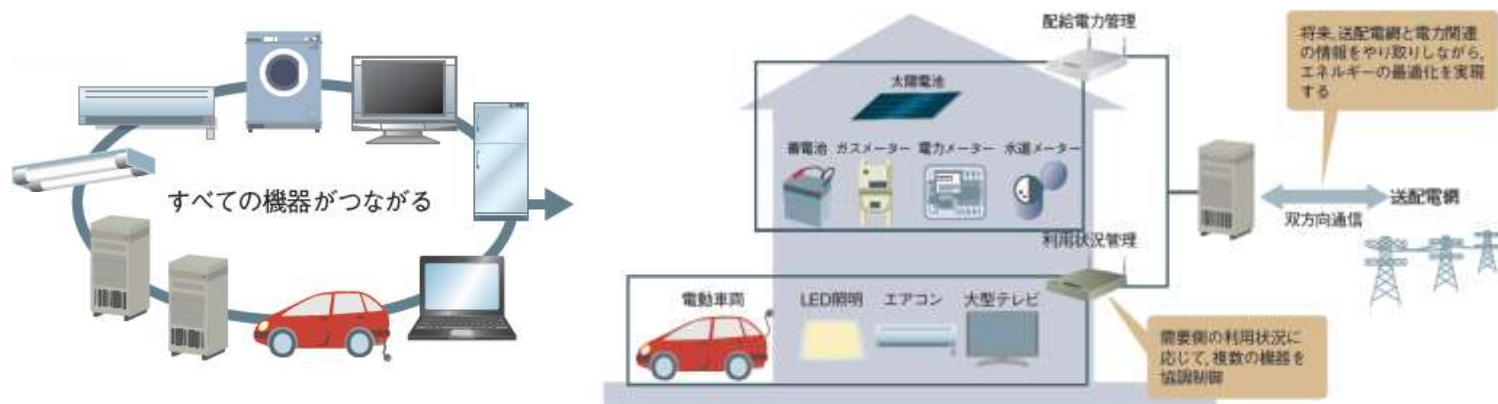 すべての機器がつながる
配給電力管理
太陽電池
蓄電池 ガスメーター 電力メーター 水道メーター
利用状況管理
電動車両 LED照明 エアコン 大型テレビ
将来、送配電網と電力関連
の情報をやり取りしながら、
エネルギーの最適化を実現
する
送配電網
双方向通信
需要側の利用状況に
応じて、複数の機器を
協調制御